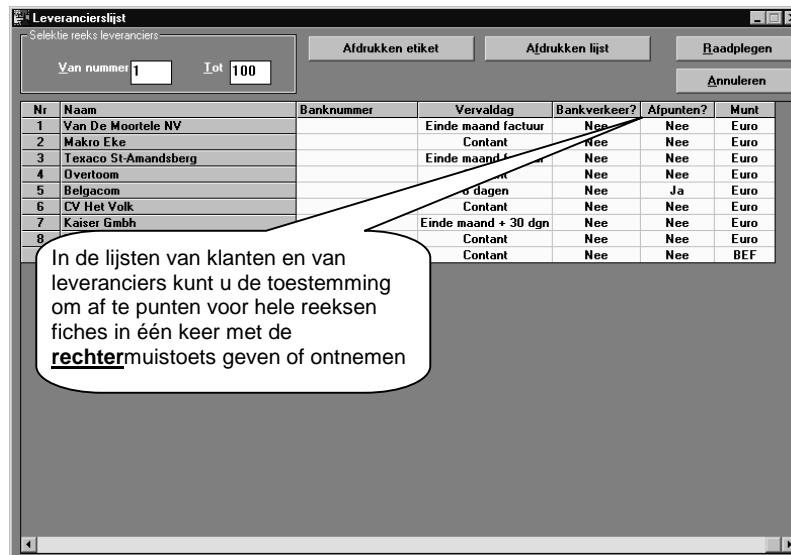 Leverancierslijst
Selektie reeks leveranciers
Van nummer 1 Tot 100
Afdrukken etiket Afdrukken lijst Raadplegen
Annuleren
Nr Naam Banknummer Vervaldag Bankverkeer? Afpunten? Munt
1 Van De Moortele NV Einde maand factuur Nee Nee Euro
2 Makro Eke Contant Nee Nee Euro
3 Texaco St-Amandsberg Einde maand Nee Nee Euro
4 Overtoom Nee Nee Euro
5 Belgacom dagen Nee Ja Euro
6 CV Het Volk Contant Nee Nee Euro
7 Kaiser Gmbh Einde maand + 30 dgn Nee Nee Euro
8 Contant Nee Nee Euro
Contant Nee Nee BEF
In de lijsten van klanten en van
leveranciers kunt u de toestemming
om af te punten voor hele reeksen
fiches in één keer met de
rechtermuistoets geven of ontnemen